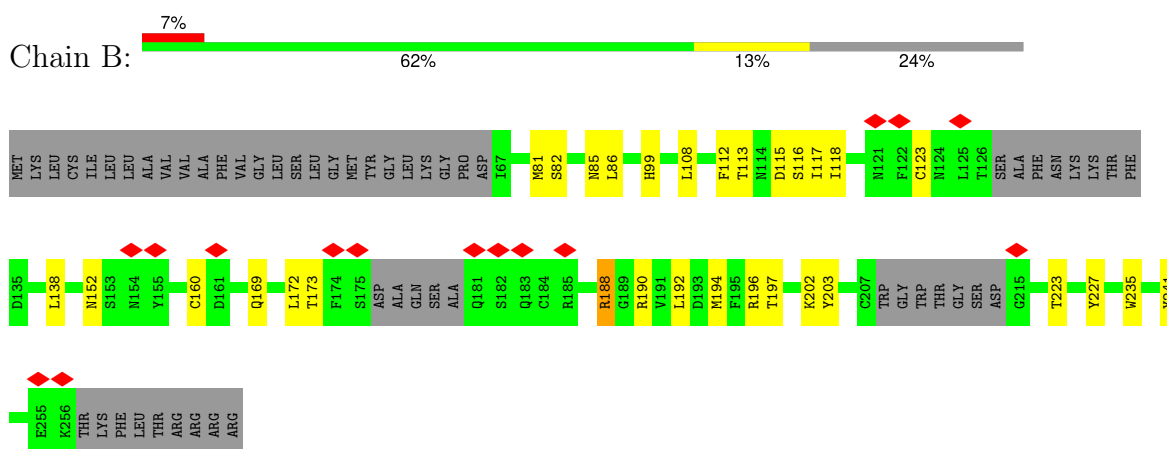 7%
Chain B:
62% 13% 24%
MET LYS LEU CYS ILE LEU LEU ALA VAL VAL ALA PHE VAL GLY LEU SER LEU GLY MET TYR GLY LEU LYS GLY PRO ASP I67 M81 S82 N85 L86 H99 L108 F112 T113 N114 D115 S116 I117 I118 N121 F122 C123 N124 L125 T126 SER ALA PHE ASN LYS LYS THR PHE
D135 L138 N152 S153 N154 Y155 C160 D161 Q169 L172 T173 F174 S175 ASP ALA GLN SER ALA Q181 S182 Q183 C184 R185 R188 G189 R190 V191 L192 D193 M194 F195 R196 T197 K202 Y203 C207 TRP GLY TRP THR GLY SER ASP G215 T223 Y227 W235
E255 K256 THR LYS PHE LEU THR ARG ARG ARG ARG